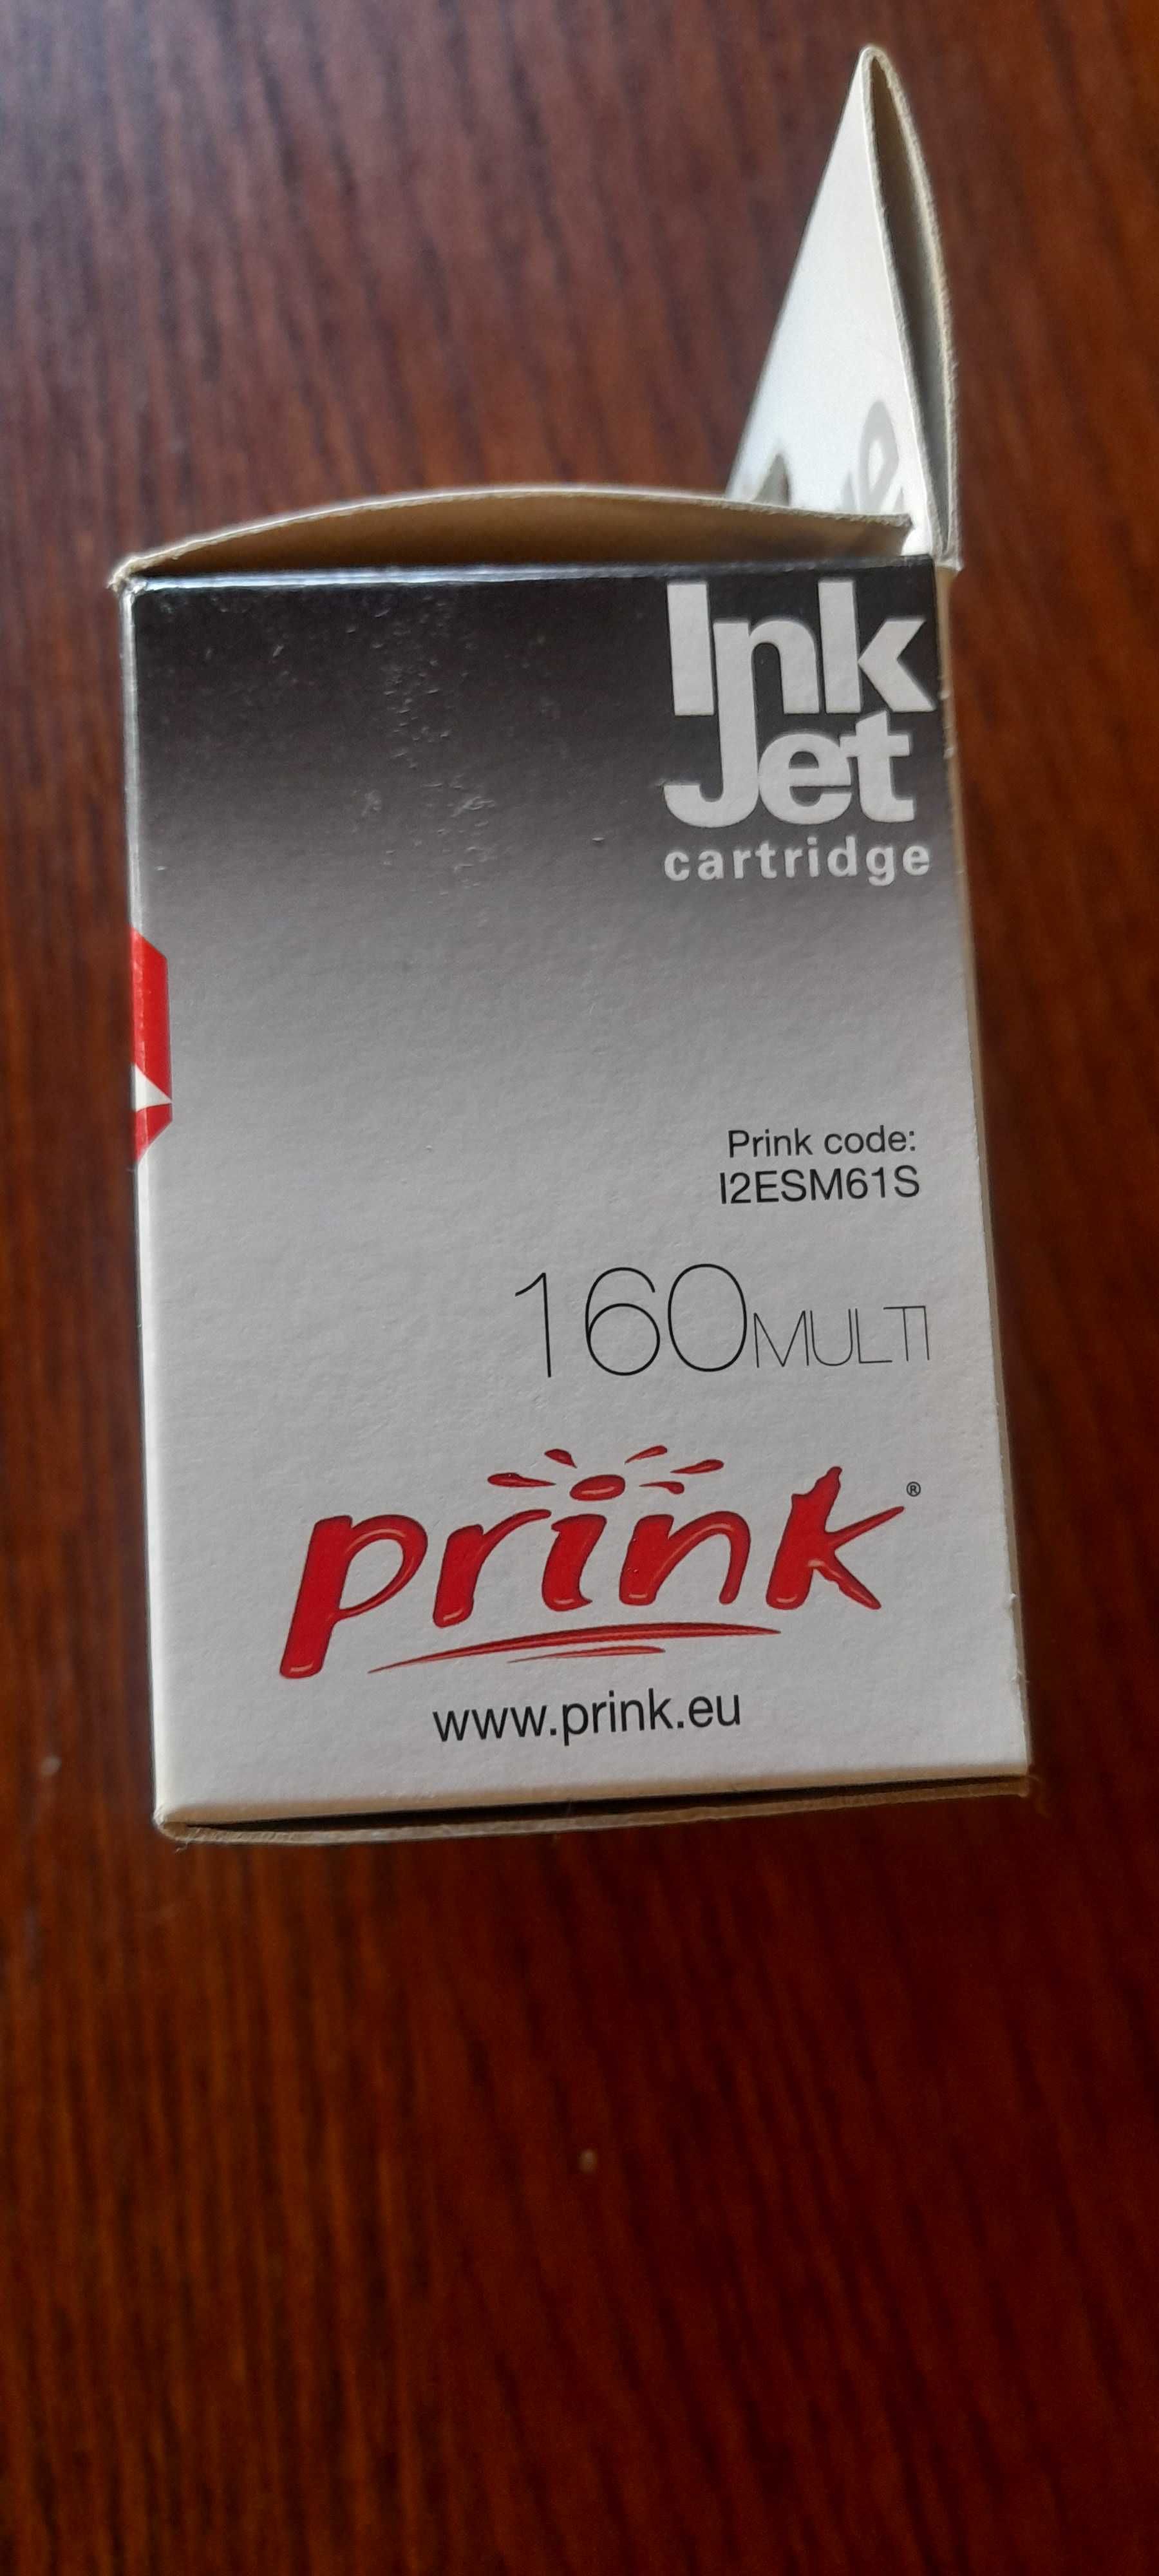 Ink
Jet
cartridge
Prink code:
I2ESM61S
160MULTI
prink®
www.prink.eu